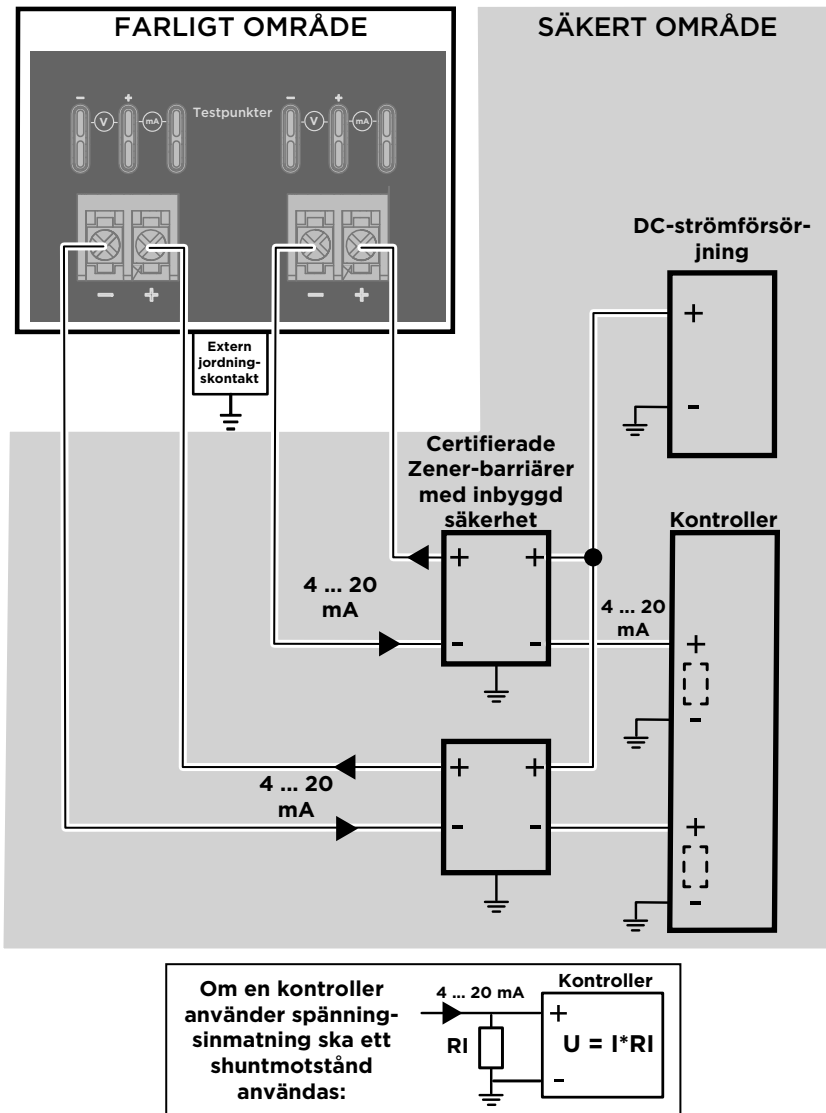 FARLIGT OMRÅDE
SÄKERT OMRÅDE
- + - +
V mA Testpunkter V mA
- + - +
Extern
jordning-
skontakt
DC-strömförsör-
jning
+
-
Certifierade
Zener-barriärer
med inbyggd
säkerhet
Kontroller
+ +
4 ... 20
mA
4 ... 20
mA
- - +
-
+ +
4 ... 20
mA
- - +
-
Om en kontroller
använder spänning-
sinmatning ska ett
shuntmotstånd
användas:
4 ... 20 mA
Kontroller
+
RI
U = I*RI
-